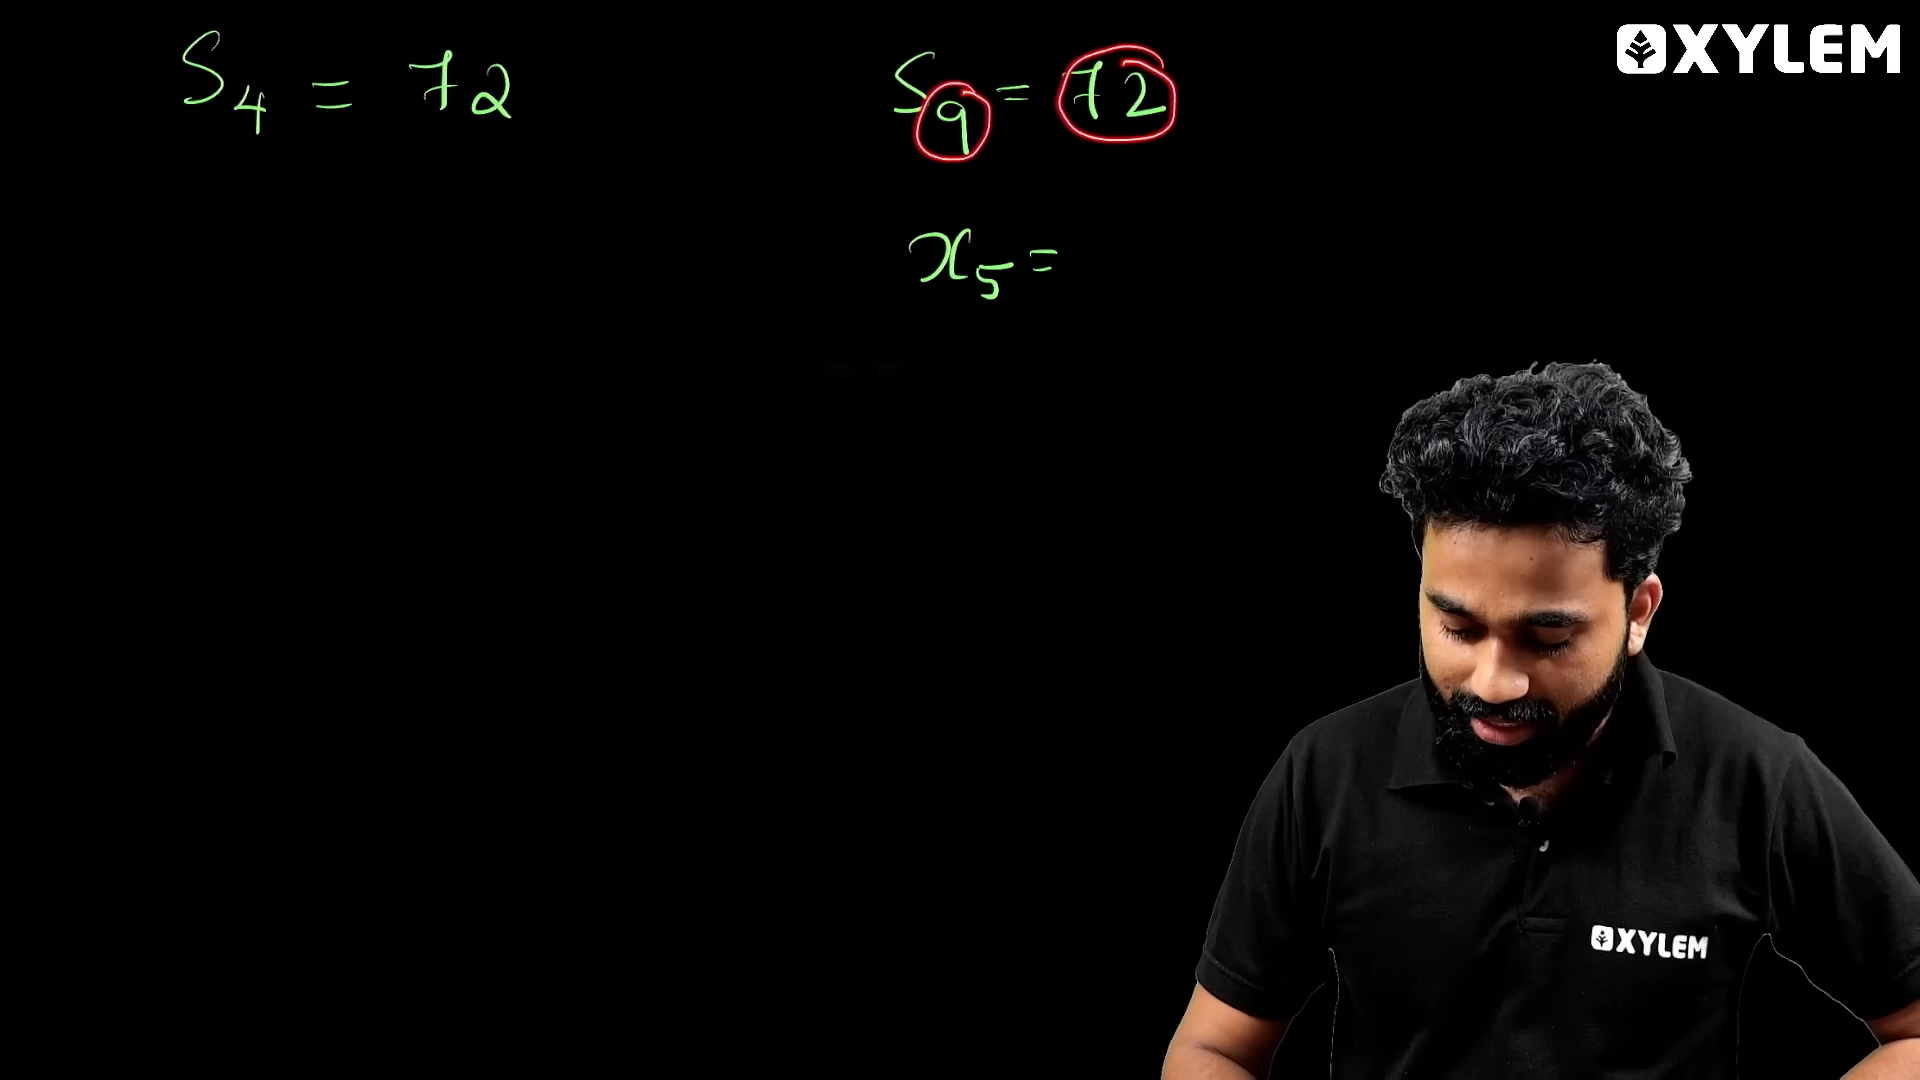 S₄ = 72
S₉ = 72
x₅ =
XYLEM
XYLEM